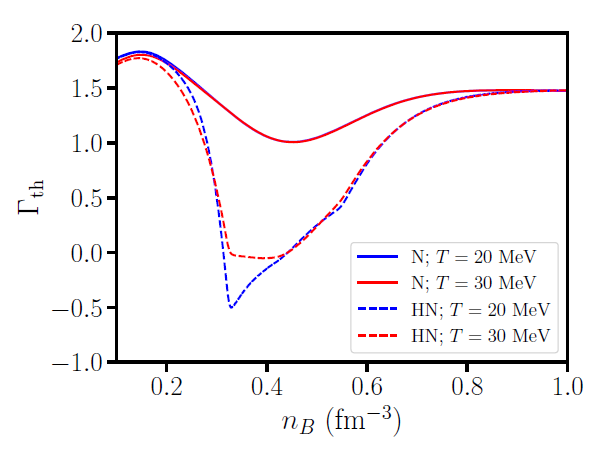 2.0
1.5
1.0
0.5
0.0
−0.5
−1.0
Γth
N; T = 20 MeV
N; T = 30 MeV
HN; T = 20 MeV
HN; T = 30 MeV
0.2 0.4 0.6 0.8 1.0
nB (fm−3)